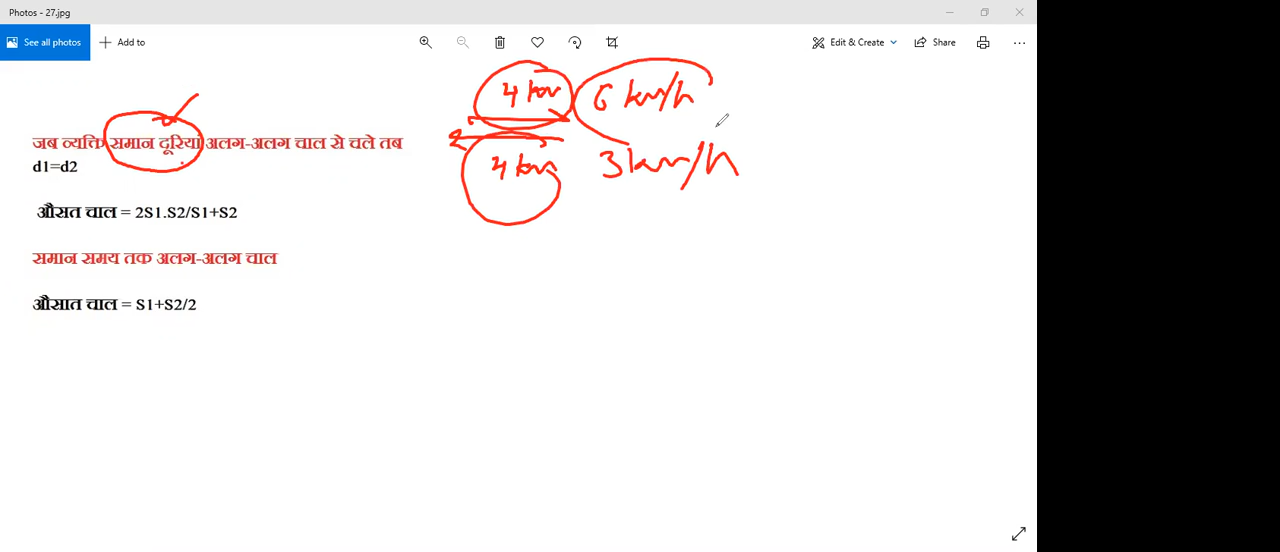 Photos - 27.jpg
See all photos
Add to
Edit & Create
Share
4 km 6 km/h
जब व्यक्ति समान दूरियां अलग-अलग चाल से चले तब
4 km 3 km/h
d1=d2
औसत चाल = 2S1.S2/S1+S2
समान समय तक अलग-अलग चाल
औसात चाल = S1+S2/2